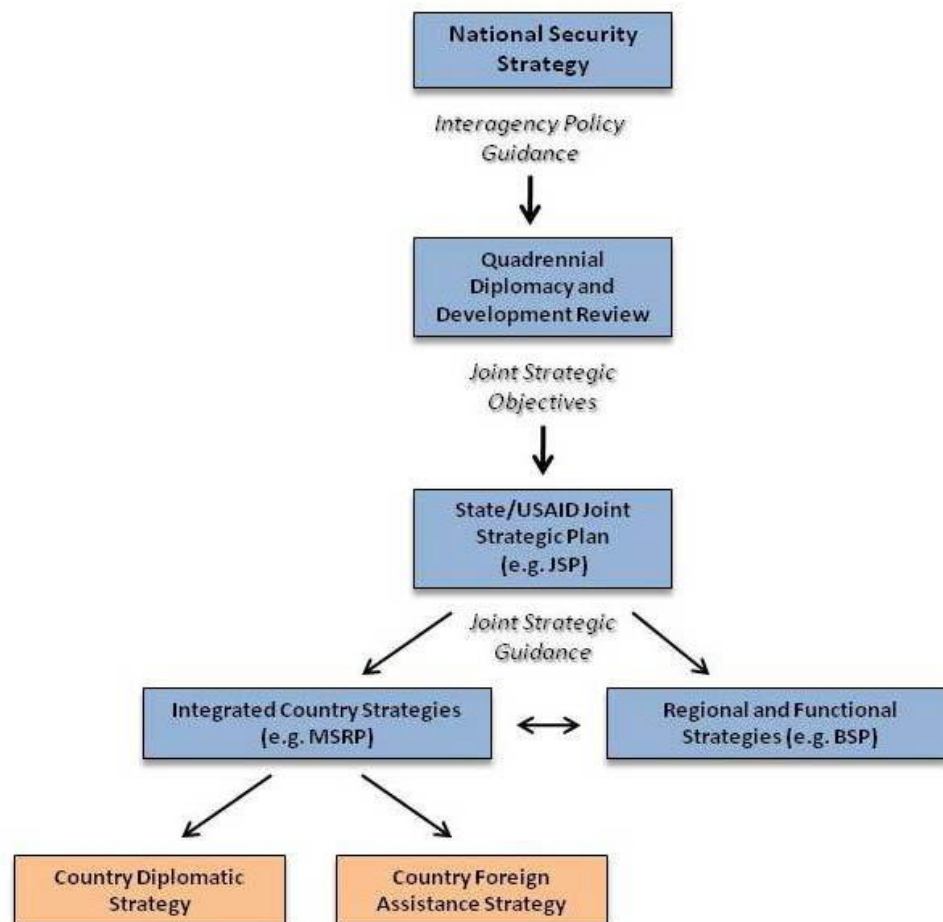 National Security
Strategy
Interagency Policy
Guidance
Quadrennial
Diplomacy and
Development Review
Joint Strategic
Objectives
State/USAID Joint
Strategic Plan
(e.g. JSP)
Joint Strategic
Guidance
Integrated Country Strategies
(e.g. MSRP)
Regional and Functional
Strategies (e.g. BSP)
Country Diplomatic
Strategy
Country Foreign
Assistance Strategy